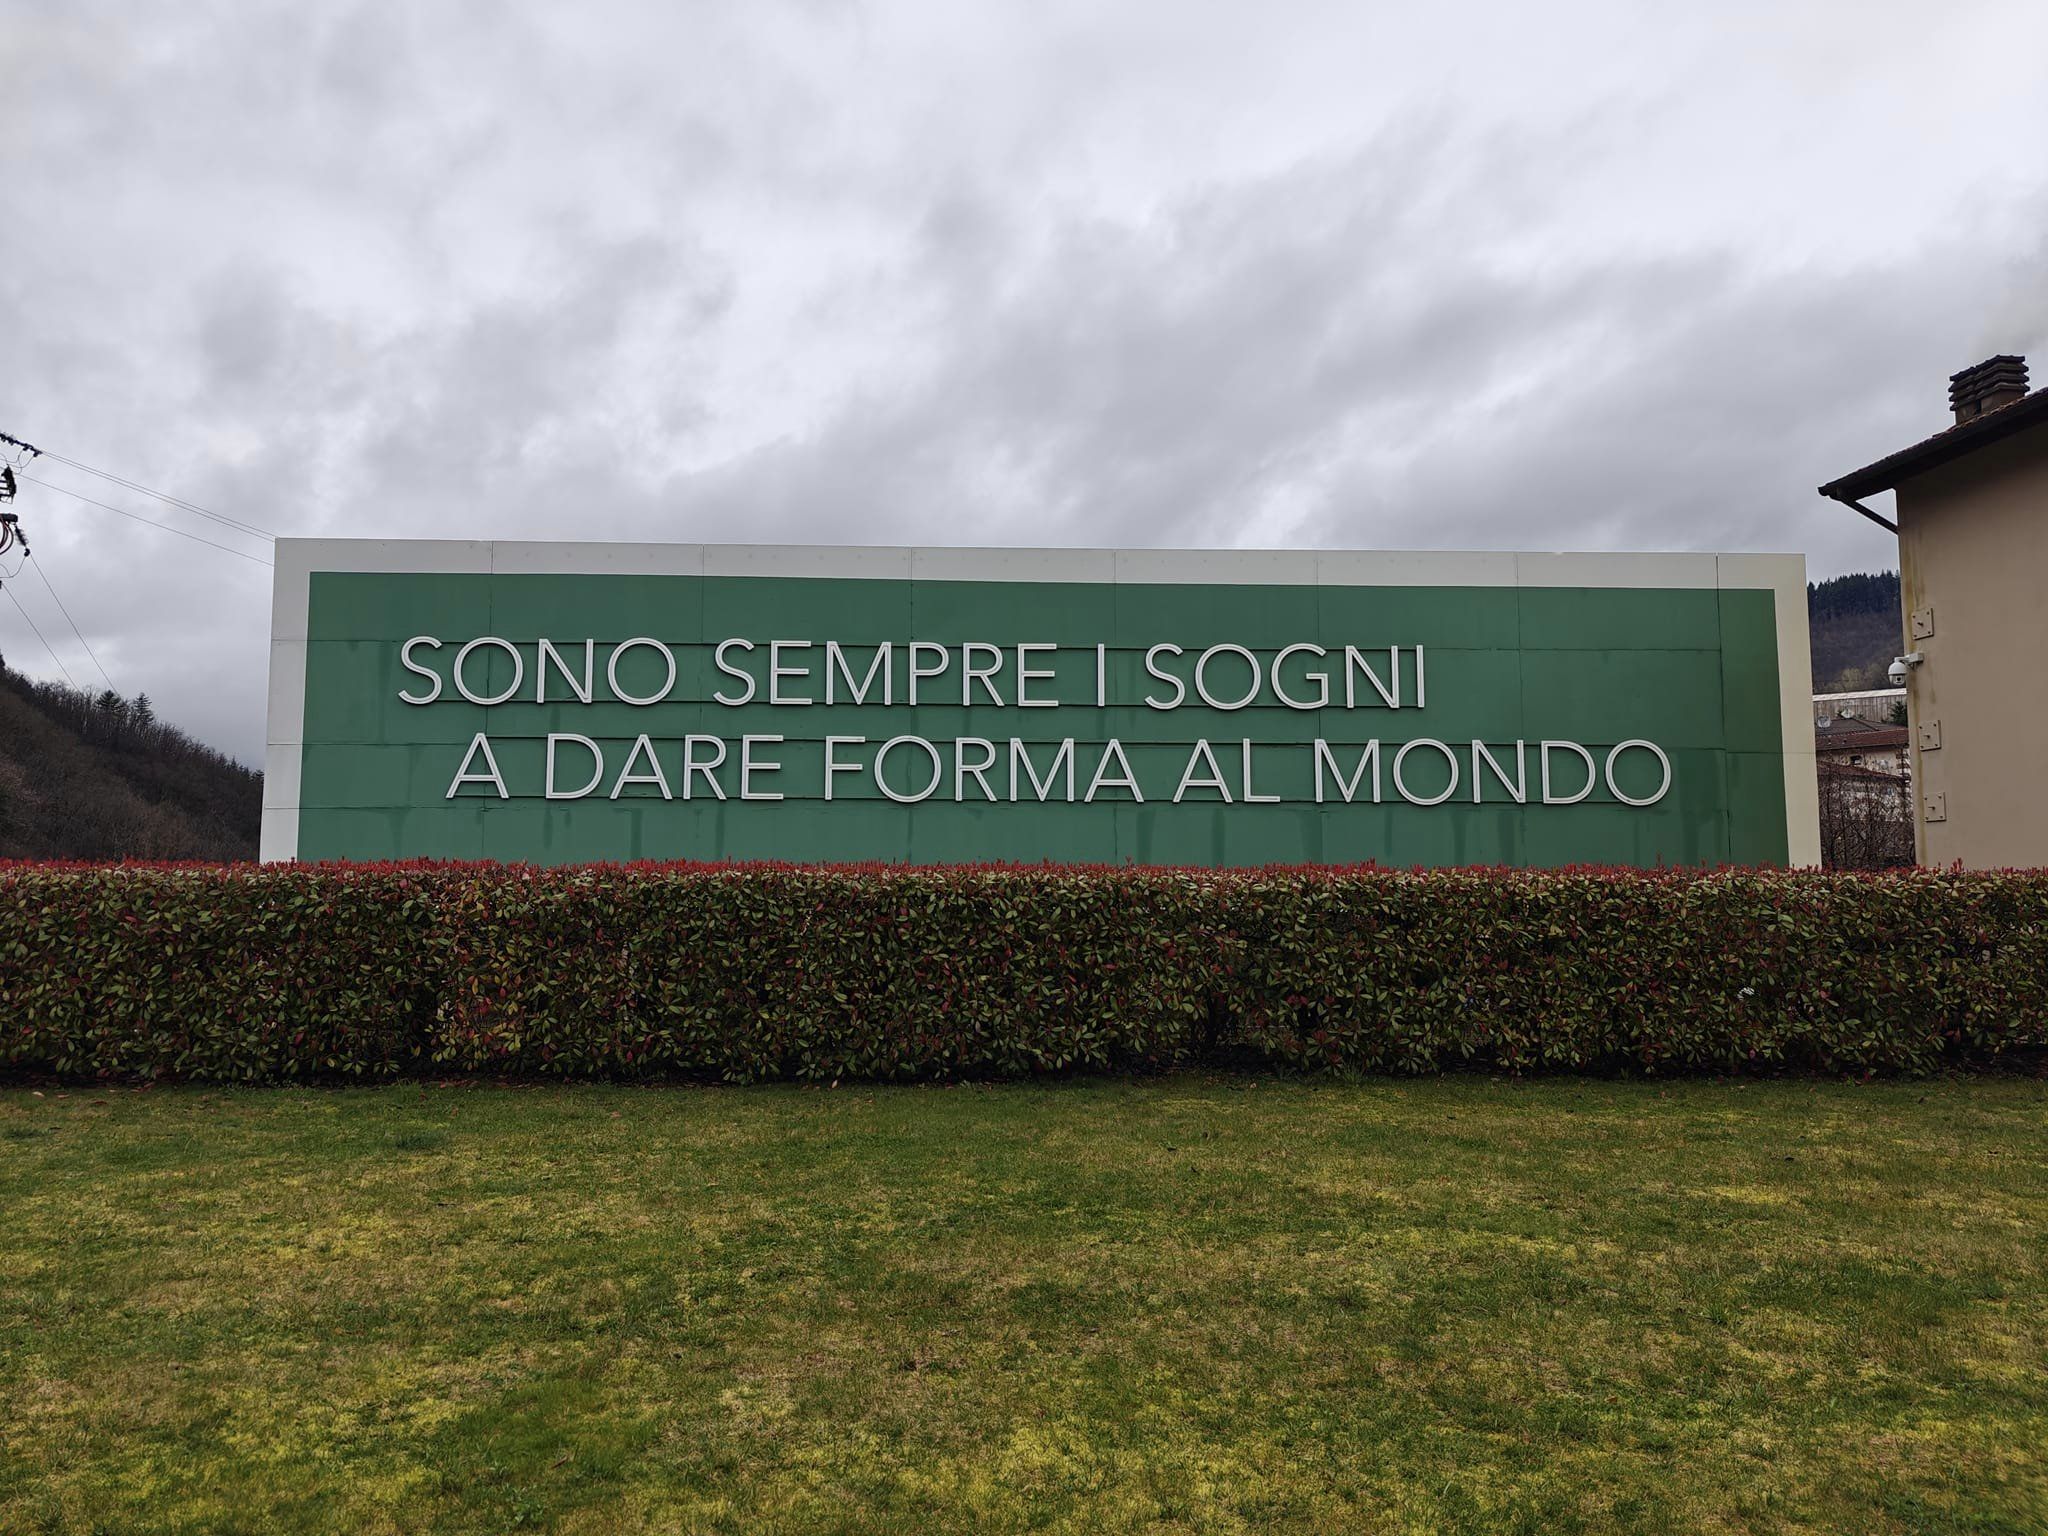 SONO SEMPRE I SOGNI
A DARE FORMA AL MONDO